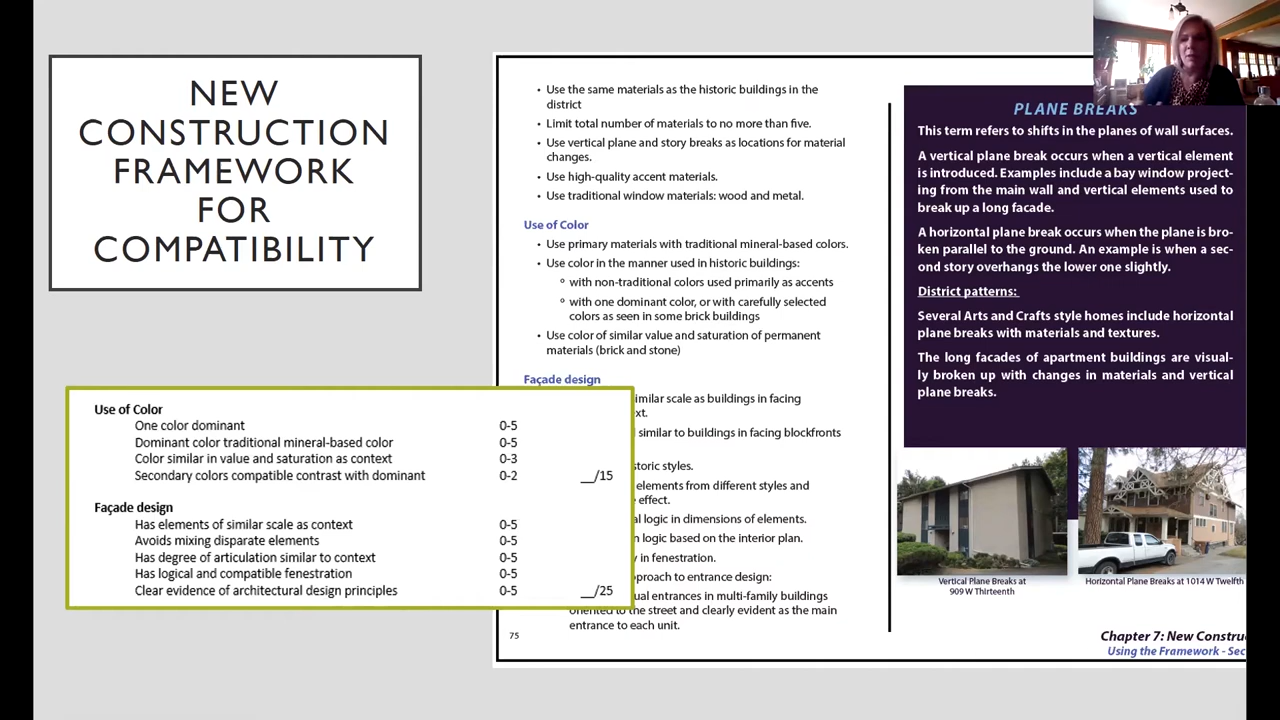 NEW
CONSTRUCTION
FRAMEWORK
FOR
COMPATIBILITY
• Use the same materials as the historic buildings in the
district
• Limit total number of materials to no more than five.
• Use vertical plane and story breaks as locations for material
changes.
• Use high-quality accent materials.
• Use traditional window materials: wood and metal.
Use of Color
• Use primary materials with traditional mineral-based colors.
• Use color in the manner used in historic buildings:
° with non-traditional colors used primarily as accents
° with one dominant color, or with carefully selected
colors as seen in some brick buildings
• Use color of similar value and saturation of permanent
materials (brick and stone)
Façade design
similar scale as buildings in facing
similar to buildings in facing blockfronts
styles.
elements from different styles and
effect.
logic in dimensions of elements.
logic based on the interior plan.
in fenestration.
to entrance design:
entrances in multi-family buildings
oriented to the street and clearly evident as the main
entrance to each unit.
75
Use of Color
One color dominant 0-5
Dominant color traditional mineral-based color 0-5
Color similar in value and saturation as context 0-3
Secondary colors compatible contrast with dominant 0-2 __/15
Façade design
Has elements of similar scale as context 0-5
Avoids mixing disparate elements 0-5
Has degree of articulation similar to context 0-5
Has logical and compatible fenestration 0-5
Clear evidence of architectural design principles 0-5 __/25
PLANE BREAKS
This term refers to shifts in the planes of wall surfaces.
A vertical plane break occurs when a vertical element
is introduced. Examples include a bay window project-
ing from the main wall and vertical elements used to
break up a long facade.
A horizontal plane break occurs when the plane is bro-
ken parallel to the ground. An example is when a sec-
ond story overhangs the lower one slightly.
District patterns:
Several Arts and Crafts style homes include horizontal
plane breaks with materials and textures.
The long facades of apartment buildings are visual-
ly broken up with changes in materials and vertical
plane breaks.
Vertical Plane Breaks at
909 W Thirteenth
Horizontal Plane Breaks at 1014 W Twelfth
Chapter 7: New Constru
Using the Framework - Sec